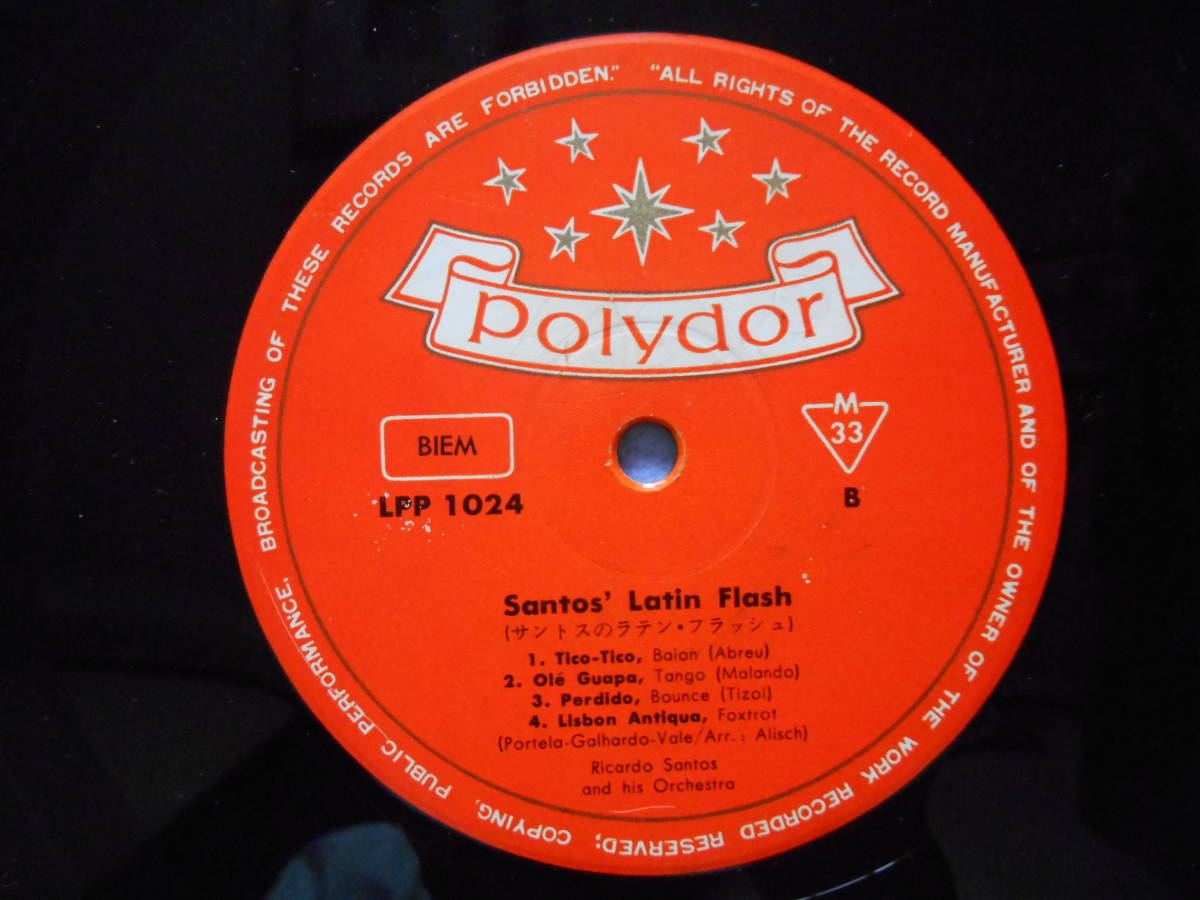 "ALL RIGHTS OF THE RECORD MANUFACTURER AND OF THE OWNER OF THE WORK RECORDED RESERVED; COPYING, PUBLIC PERFORMANCE, BROADCASTING OF THESE RECORDS ARE FORBIDDEN."
Polydor
BIEM
M
33
LPP 1024
B
Santos' Latin Flash
(サントスのラテン・フラッシュ)
1. Tico-Tico, Baion (Abreu)
2. Olé Guapa, Tango (Malando)
3. Perdido, Bounce (Tizol)
4. Lisbon Antiqua, Foxtrot
(Portela-Galhardo-Vale/Arr.: Alisch)
Ricardo Santos
and his Orchestra